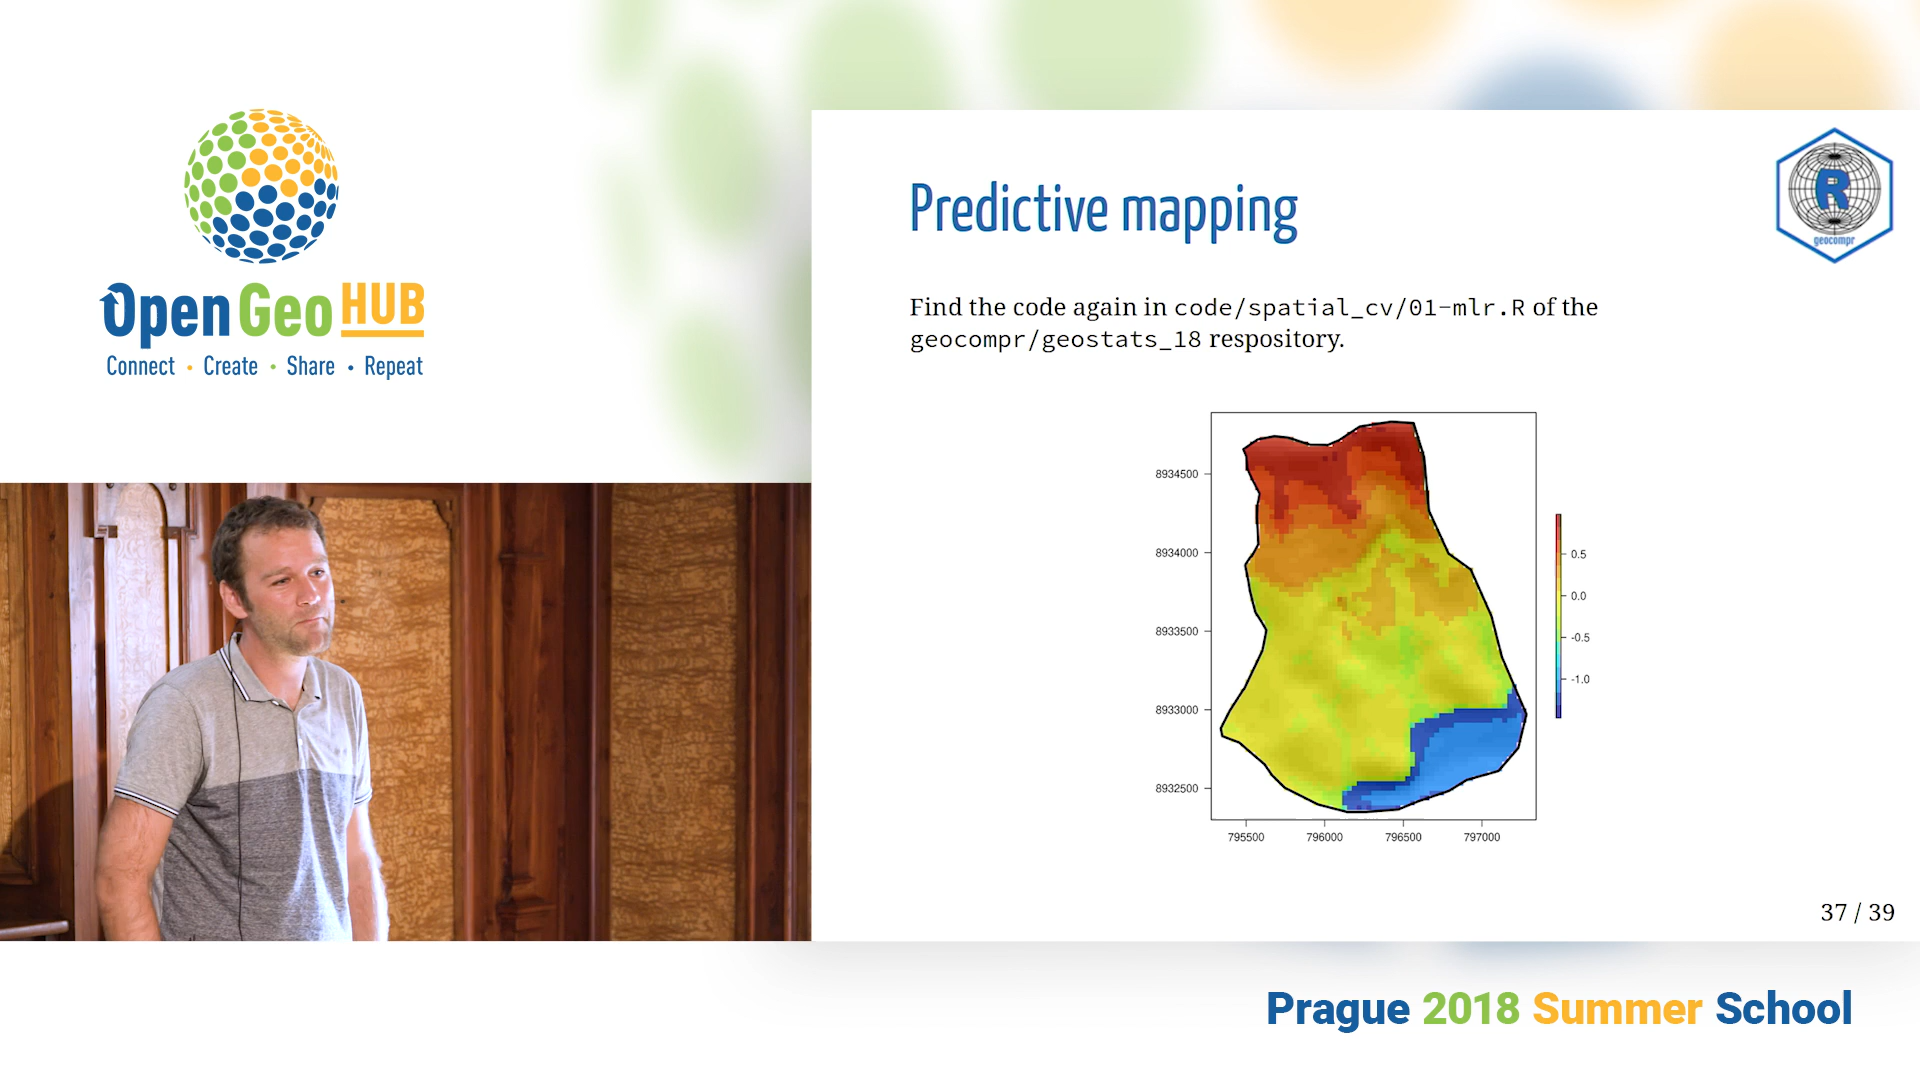 Open Geo HUB
Connect • Create • Share • Repeat
Predictive mapping
R
geocompr
Find the code again in code/spatial_cv/01-mlr.R of the
geocompr/geostats_18 respository.
8934500
8934000
8933500
8933000
8932500
795500 796000 796500 797000
0.5
0.0
-0.5
-1.0
37 / 39
Prague 2018 Summer School